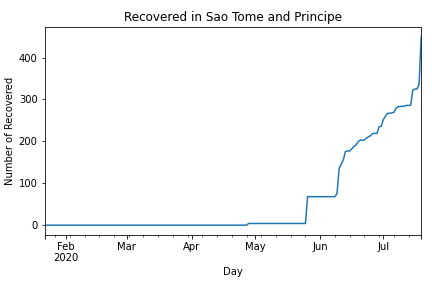 Recovered in Sao Tome and Principe
Number of Recovered
400
300
200
100
0
Feb Mar Apr May Jun Jul
2020
Day